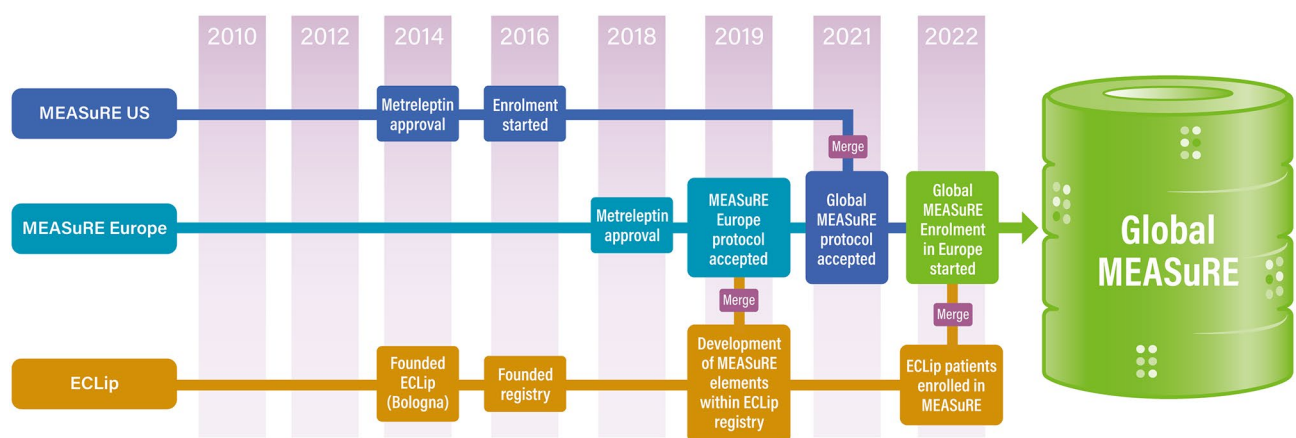 2010 2012 2014 2016 2018 2019 2021 2022
MEASuRE US
Metreleptin
approval
Enrolment
started
Merge
MEASuRE Europe
Metreleptin
approval
MEASuRE
Europe
protocol
accepted
Global
MEASuRE
protocol
accepted
Global
MEASuRE
Enrolment
in Europe
started
Global
MEASuRE
Merge
Merge
ECLip
Founded
ECLip
(Bologna)
Founded
registry
Development
of MEASuRE
elements
within ECLip
registry
ECLip patients
enrolled in
MEASuRE